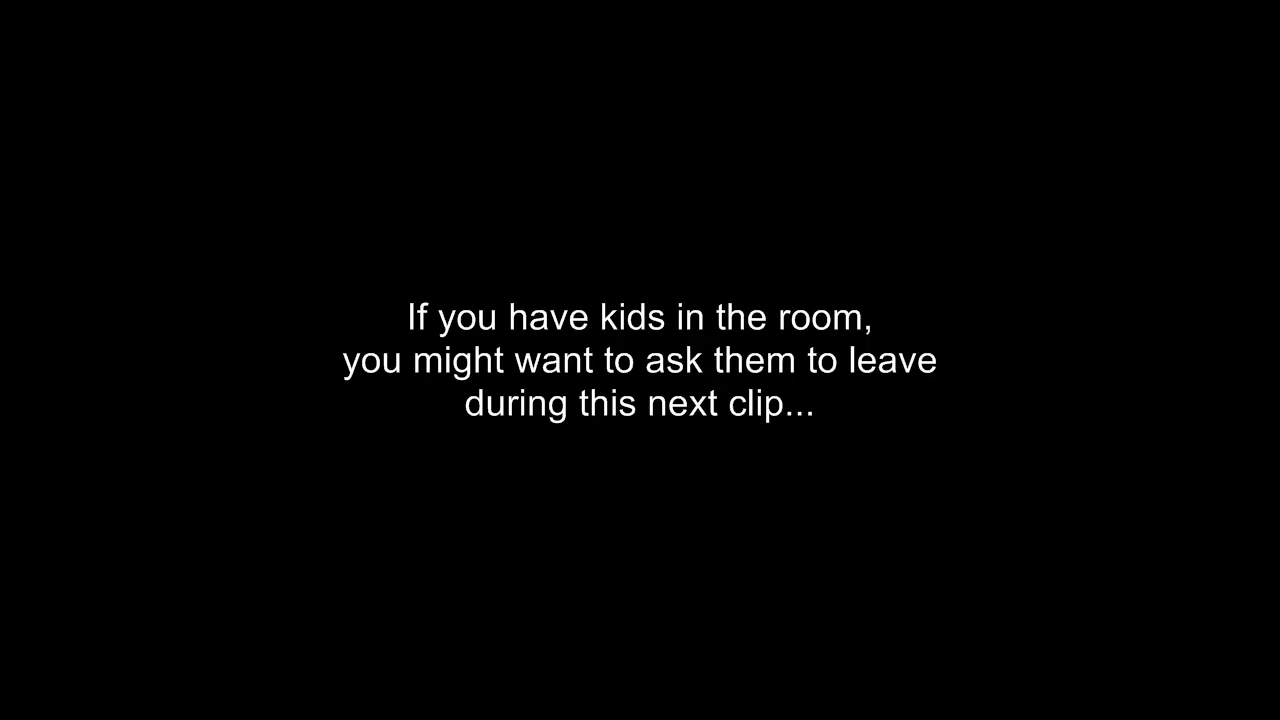 If you have kids in the room,
you might want to ask them to leave
during this next clip...